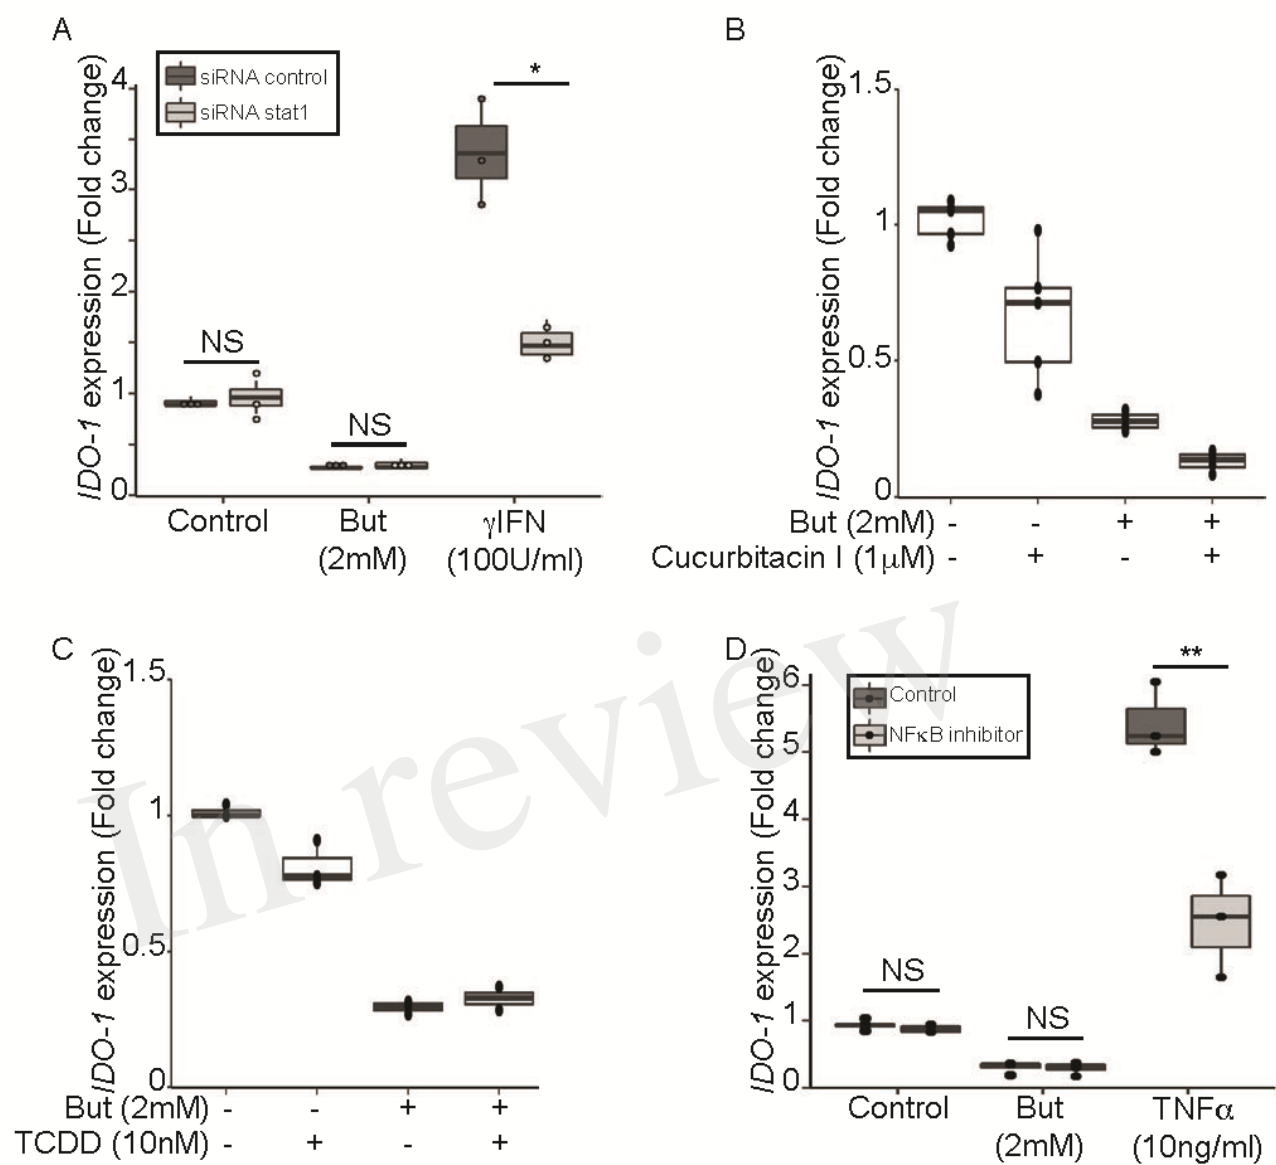 A
IDO-1 expression (Fold change)
4
3
2
1
0
siRNA control
siRNA stat1
NS
NS
*
Control
But
(2mM)
γIFN
(100U/ml)
B
IDO-1 expression (Fold change)
1.5
1
0.5
0
But (2mM) - - + +
Cucurbitacin I (1μM) - + - +
C
IDO-1 expression (Fold change)
1.5
1
0.5
0
But (2mM) - - + +
TCDD (10nM) - + - +
D
IDO-1 expression (Fold change)
6
5
4
3
2
1
0
Control
NFκB inhibitor
NS
NS
**
Control
But
(2mM)
TNFα
(10ng/ml)
In review